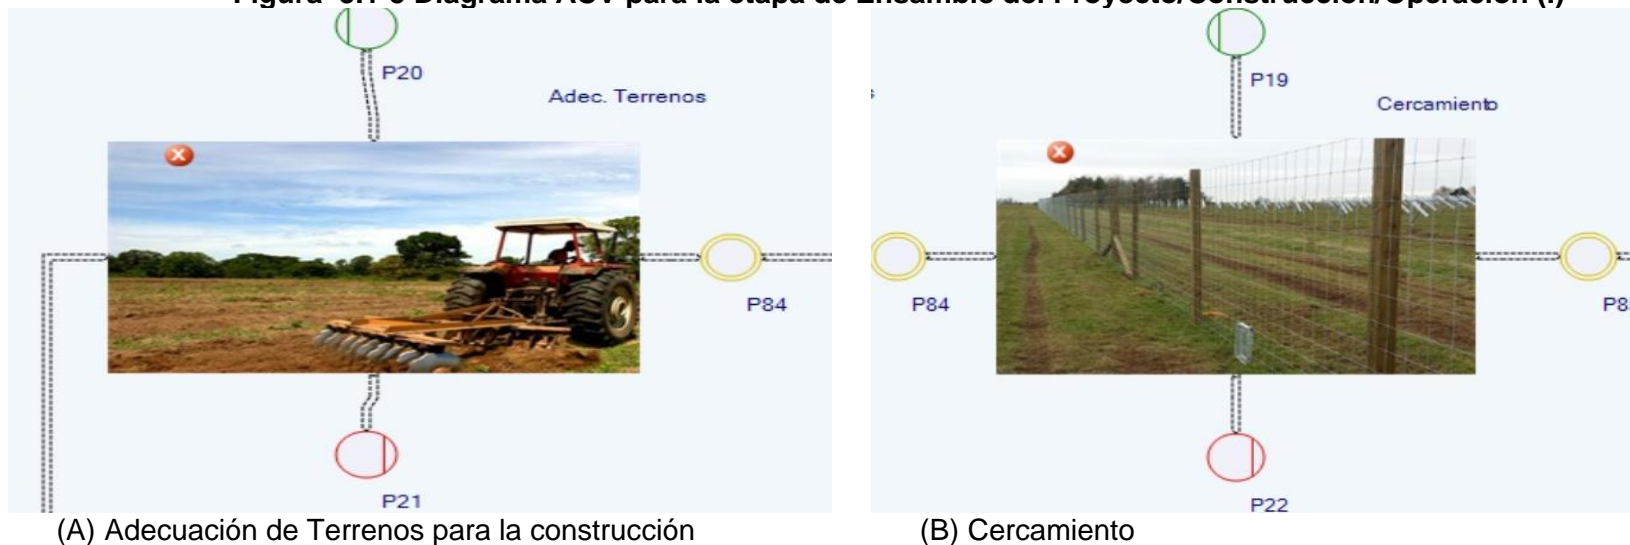 P20
Adec. Terrenos
P84
P21
P19
Cercamiento
P84
P22
(A) Adecuación de Terrenos para la construcción
(B) Cercamiento